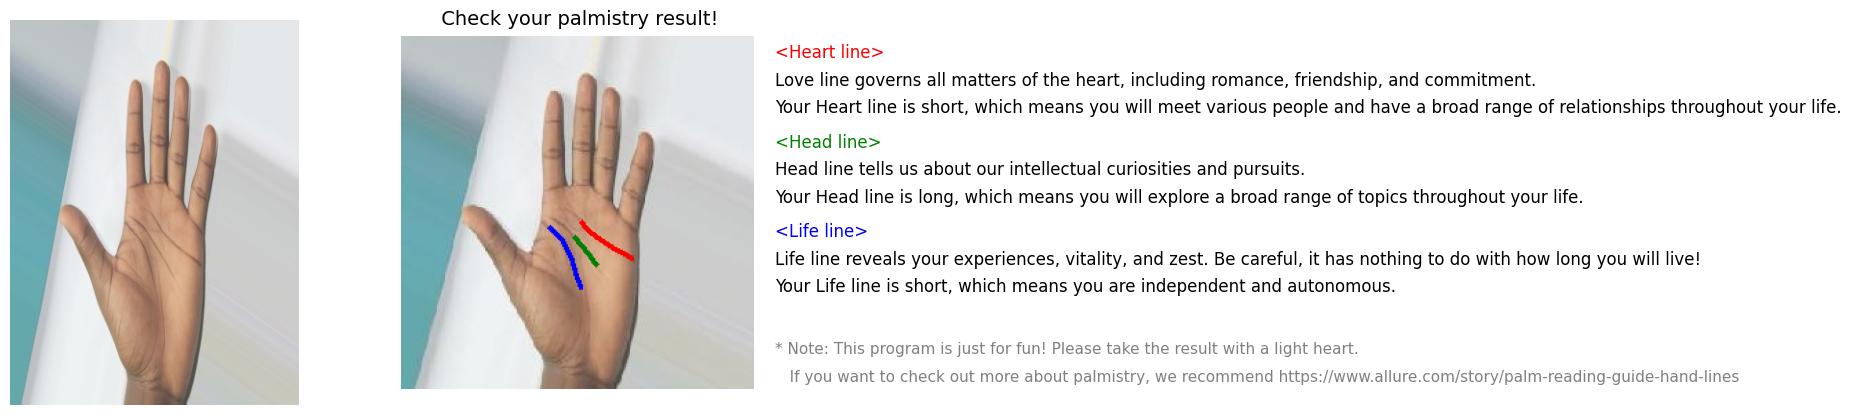 Check your palmistry result!
<Heart line>
Love line governs all matters of the heart, including romance, friendship, and commitment.
Your Heart line is short, which means you will meet various people and have a broad range of relationships throughout your life.
<Head line>
Head line tells us about our intellectual curiosities and pursuits.
Your Head line is long, which means you will explore a broad range of topics throughout your life.
<Life line>
Life line reveals your experiences, vitality, and zest. Be careful, it has nothing to do with how long you will live!
Your Life line is short, which means you are independent and autonomous.
* Note: This program is just for fun! Please take the result with a light heart.
If you want to check out more about palmistry, we recommend https://www.allure.com/story/palm-reading-guide-hand-lines